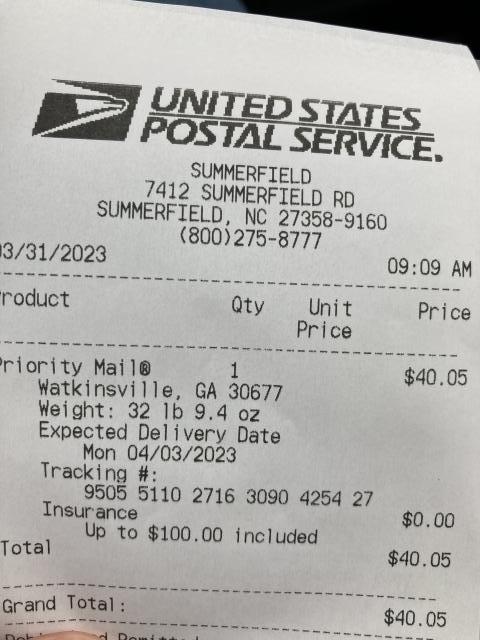 UNITED STATES
POSTAL SERVICE.
SUMMERFIELD
7412 SUMMERFIELD RD
SUMMERFIELD, NC 27358-9160
(800)275-8777
03/31/2023 09:09 AM
roduct Qty Unit Price
Price
riority Mail® 1 $40.05
Watkinsville, GA 30677
Weight: 32 lb 9.4 oz
Expected Delivery Date
Mon 04/03/2023
Tracking #:
9505 5110 2716 3090 4254 27
Insurance $0.00
Up to $100.00 included
Total $40.05
Grand Total: $40.05